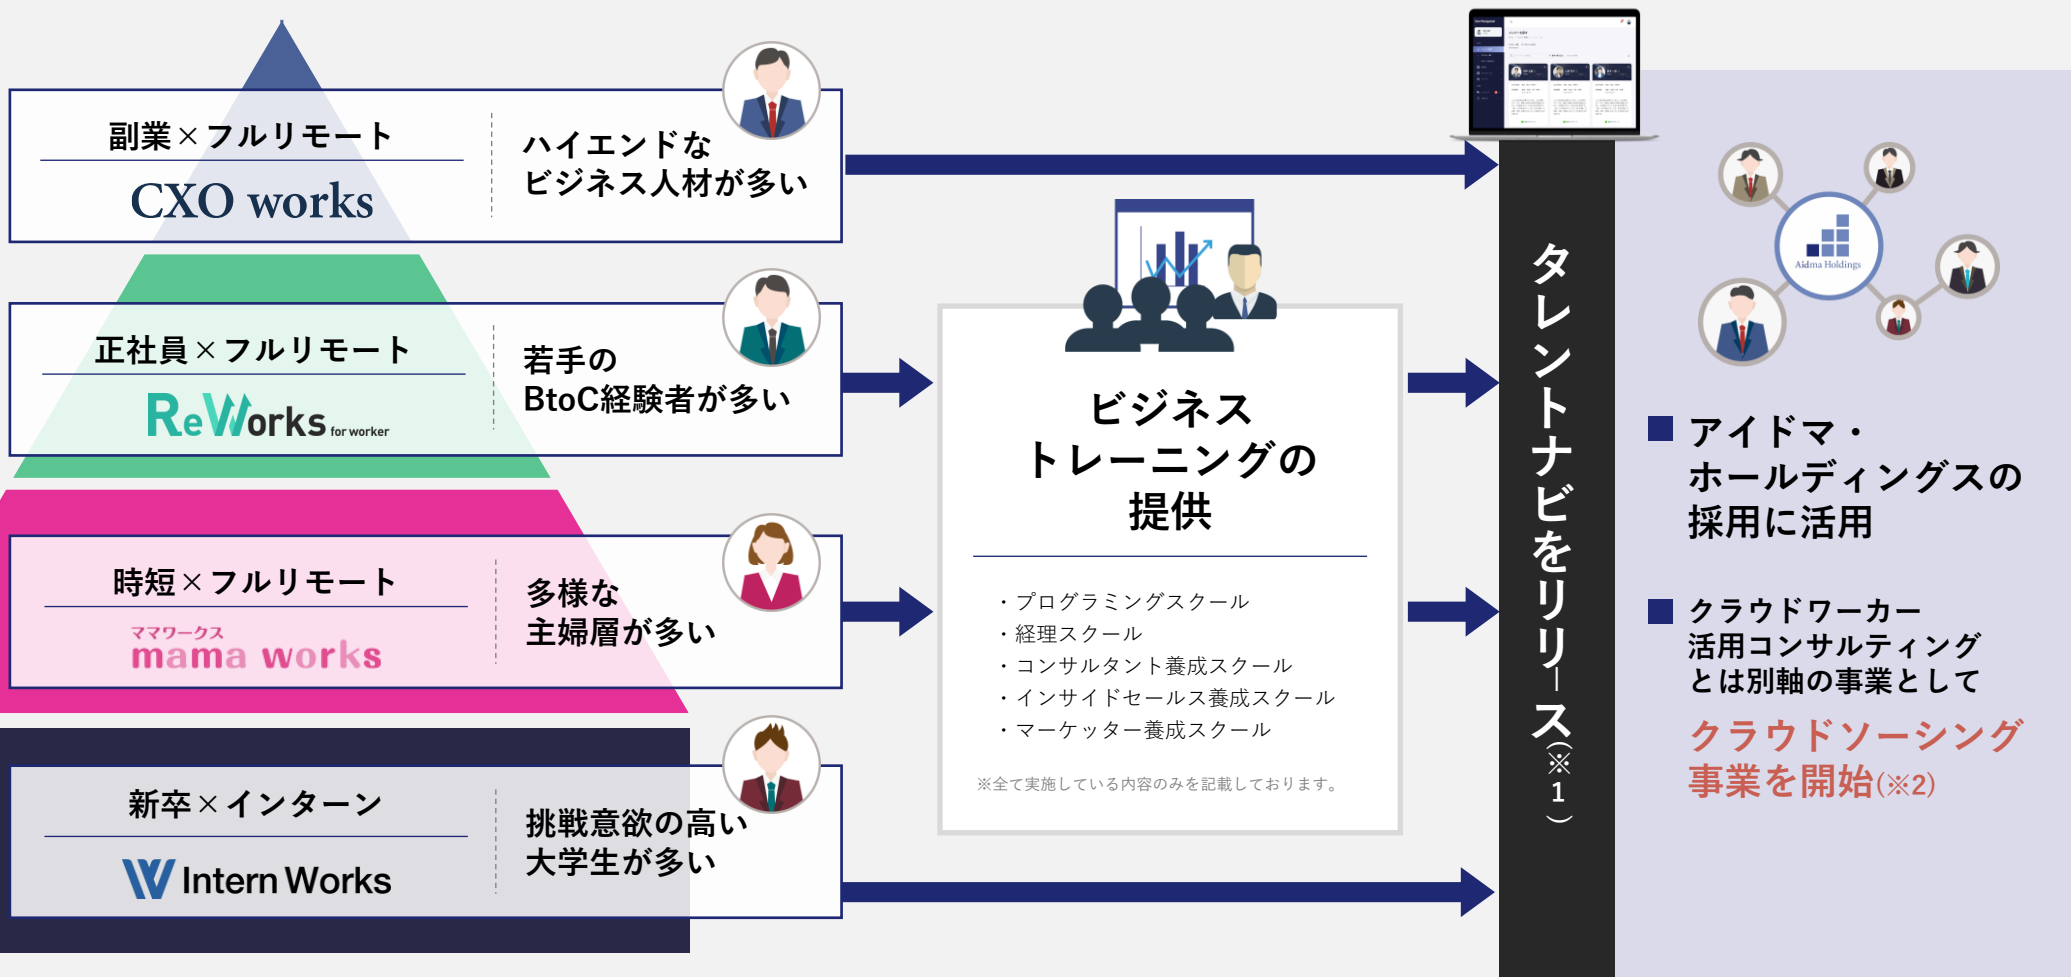 副業×フルリモート
CXO works
ハイエンドな
ビジネス人材が多い
正社員×フルリモート
ReWorks for worker
若手の
BtoC経験者が多い
時短×フルリモート
ママワークス
mama works
多様な
主婦層が多い
新卒×インターン
Intern Works
挑戦意欲の高い
大学生が多い
ビジネス
トレーニングの
提供
・プログラミングスクール
・経理スクール
・コンサルタント養成スクール
・インサイドセールス養成スクール
・マーケッター養成スクール
※全て実施している内容のみを記載しております。
タレントナビをリリース(※1)
Aidma Holdings
アイドマ・
ホールディングスの
採用に活用
クラウドワーカー
活用コンサルティング
とは別軸の事業として
クラウドソーシング
事業を開始(※2)